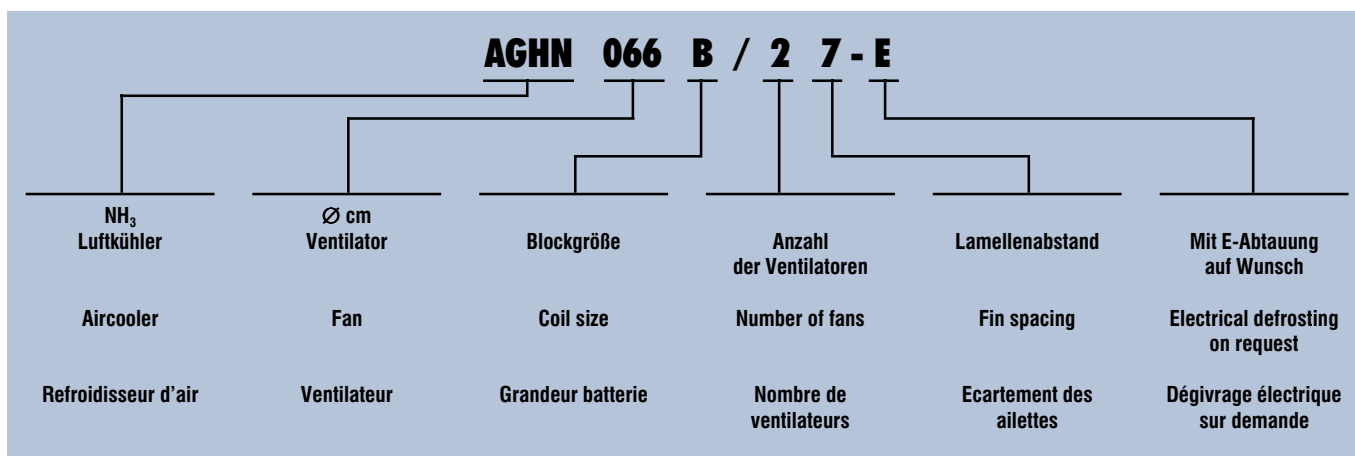 AGHN 066 B / 2 7 - E
NH₃
Luftkühler
Ø cm
Ventilator
Blockgröße
Anzahl
der Ventilatoren
Lamellenabstand
Mit E-Abtauung
auf Wunsch
Aircooler
Fan
Coil size
Number of fans
Fin spacing
Electrical defrosting
on request
Refroidisseur d'air
Ventilateur
Grandeur batterie
Nombre de
ventilateurs
Ecartement des
ailettes
Dégivrage électrique
sur demande